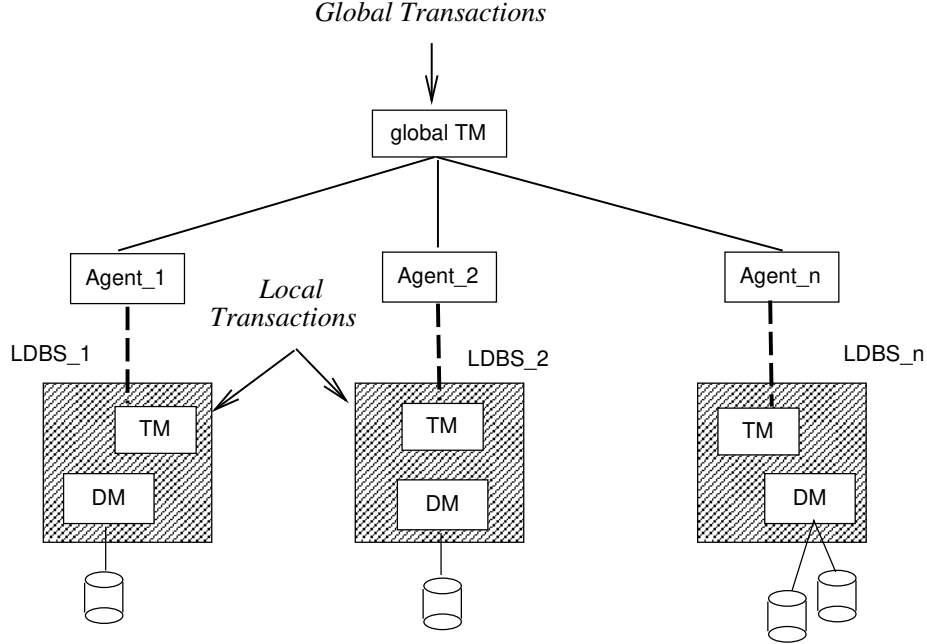 Global Transactions
global TM
Agent_1
Agent_2
Agent_n
Local
Transactions
LDBS_1
LDBS_2
LDBS_n
TM
TM
TM
DM
DM
DM